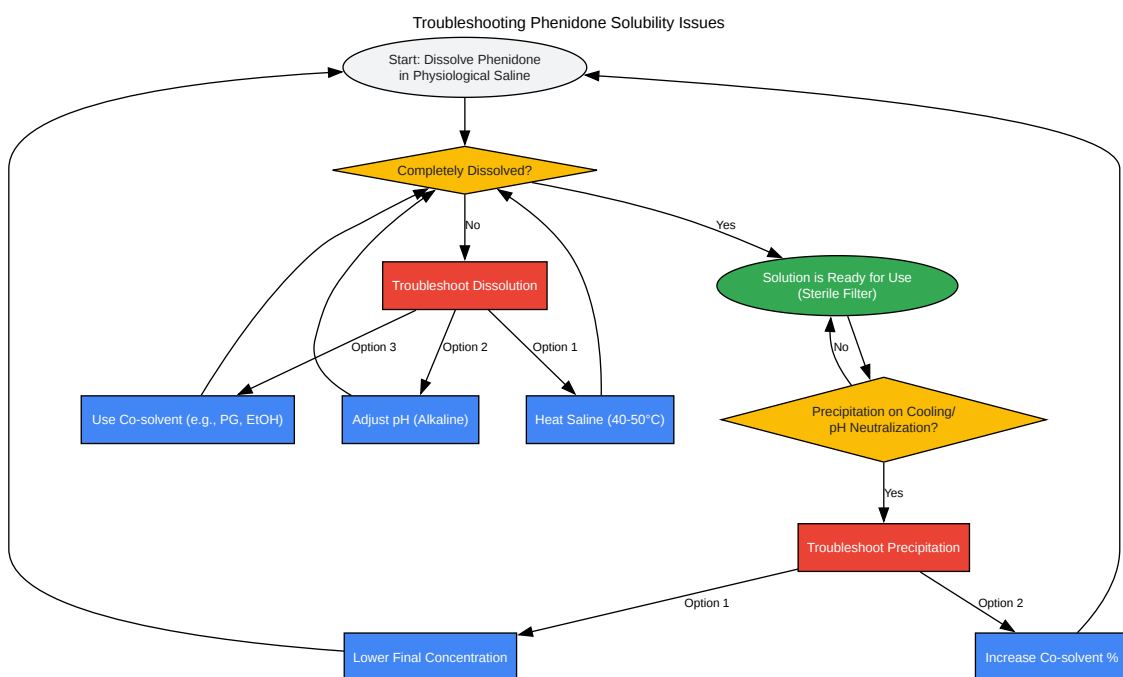 Troubleshooting Phenidone Solubility Issues
Start: Dissolve Phenidone
in Physiological Saline
Completely Dissolved?
No
Yes
Troubleshoot Dissolution
Solution is Ready for Use
(Sterile Filter)
Option 3
Option 2
Option 1
No
Use Co-solvent (e.g., PG, EtOH)
Adjust pH (Alkaline)
Heat Saline (40-50°C)
Precipitation on Cooling/
pH Neutralization?
Yes
Troubleshoot Precipitation
Option 1
Option 2
Lower Final Concentration
Increase Co-solvent %